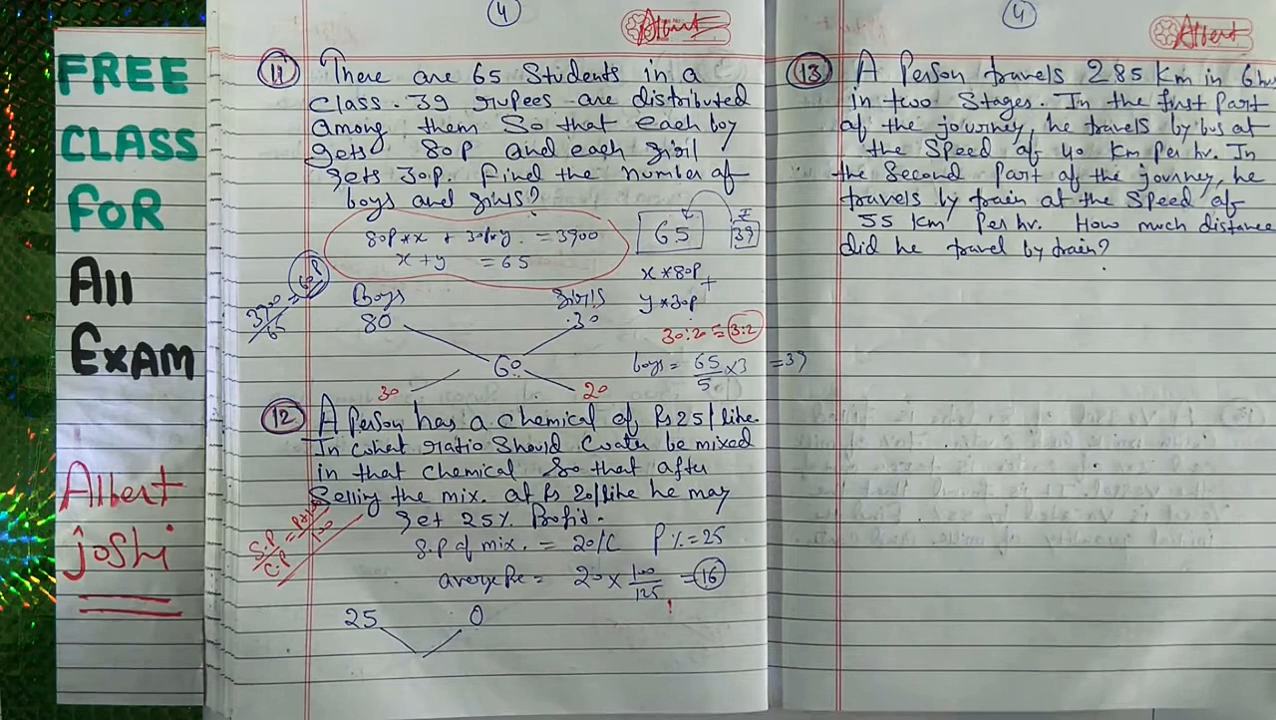 FREE
CLASS
FOR
All
EXAM
Albert
joshi
4
Albert
11 There are 65 Students in a
Class. 39 rupees are distributed
among them So that each boy
gets 80P and each girl
gets 30P. Find the number of
boys and girls?
80P*x + 30P*y = 3900
x + y = 65
65
39
x*80P +
y*30P
3900/65 = 60P
Boys
girls
80
30
60
30
20
30:20 = 3:2
boys = 65/5 x3 = 39
12 A Person has a chemical of Rs25/litre
In what ratio Should water be mixed
in that chemical So that after
Selling the mix. at Rs 20/litre he may
get 25% Profit.
S.P of mix. = 20/L P% = 25
average Pr = 20 x 100/125 = 16
25 0
4
Albert
13 A Person travels 285 Km in 6 hr
in two Stages. In the first Part
of the journey, he travels by bus at
the Speed of 40 Km Per hr. In
the Second Part of the journey, he
travels by train at the Speed of
55 Km Per hr. How much distance
did he travel by train?